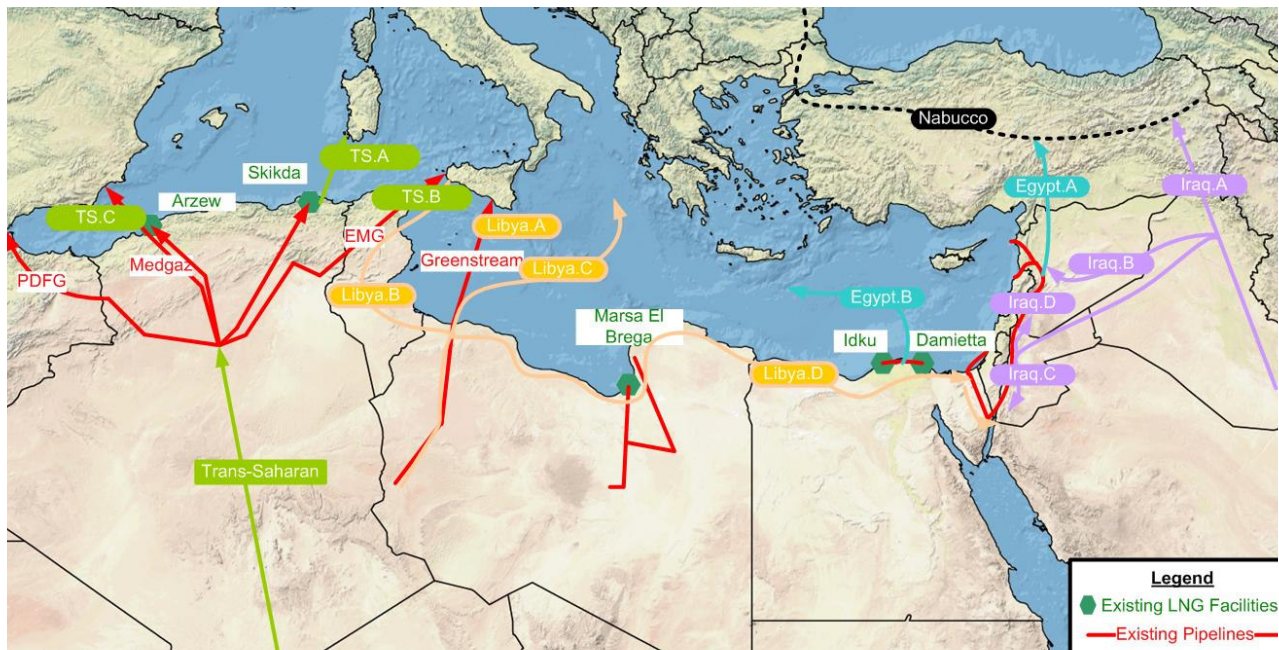 Nabucco
TS.A
Skikda
Egypt.A
Iraq.A
TS.B
Arzew
TS.C
Libya.A
EMG
Greenstream
Medgaz
Iraq.B
Libya.C
PDFG
Libya.B
Egypt.B
Iraq.D
Marsa El
Brega
Idku
Damietta
Libya.D
Iraq.C
Trans-Saharan
Legend
Existing LNG Facilities
Existing Pipelines